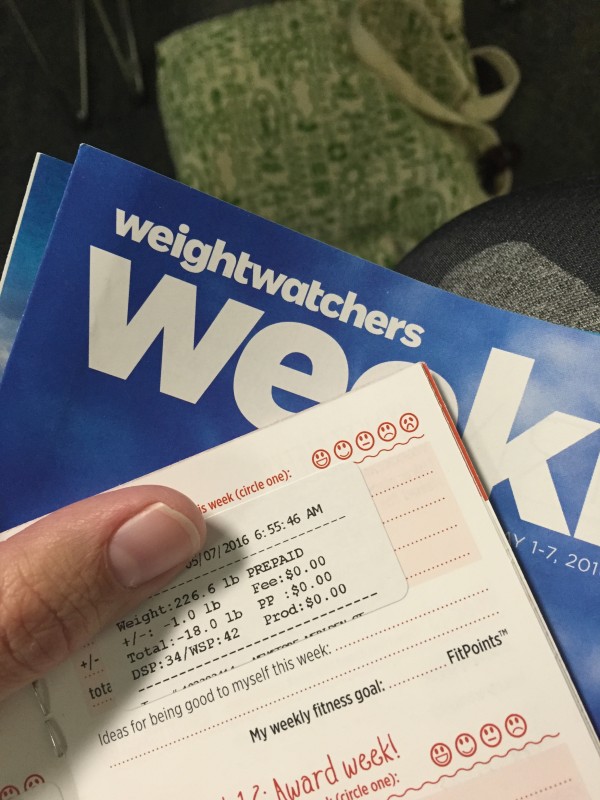 weightwatchers
Week
Y 1-7, 201
is week (circle one):
05/07/2016 6:55:46 AM
Weight:226.6 lb PREPAID
+/-: -1.0 lb Fee:$0.00
Total:-18.0 lb PP :$0.00
DSP:34/WSP:42 Prod:$0.00
+/-
tota
Ideas for being good to myself this week:
FitPoints™
My weekly fitness goal:
12: Award week!
(circle one):